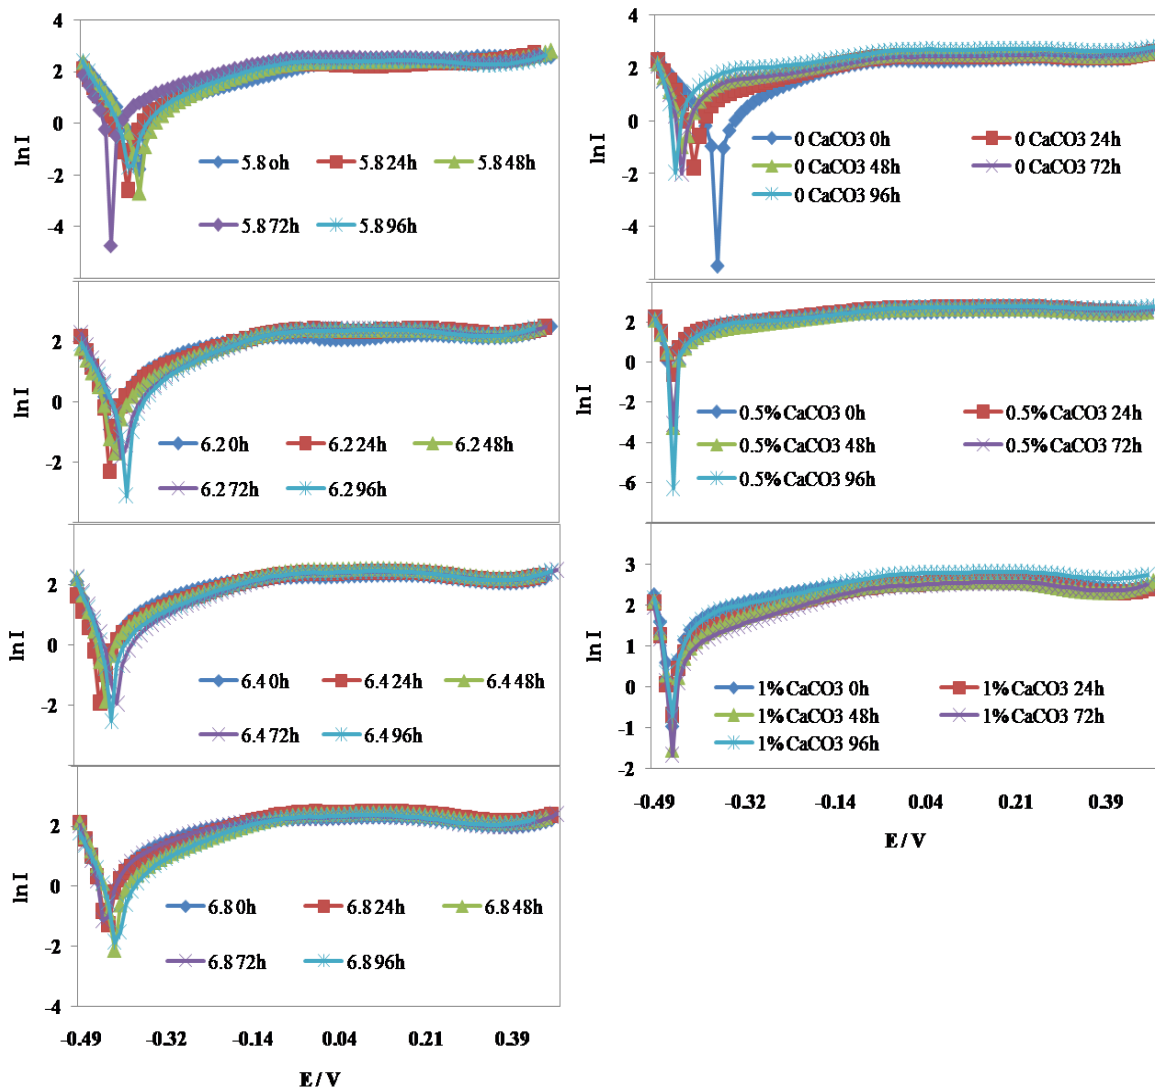 4
2
0
-2
-4
ln I
5.8 0h
5.8 24h
5.8 48h
5.8 72h
5.8 96h
2
0
-2
ln I
6.2 0h
6.2 24h
6.2 48h
6.2 72h
6.2 96h
2
0
-2
ln I
6.4 0h
6.4 24h
6.4 48h
6.4 72h
6.4 96h
2
0
-2
-4
ln I
6.8 0h
6.8 24h
6.8 48h
6.8 72h
6.8 96h
-0.49 -0.32 -0.14 0.04 0.21 0.39
E / V
4
2
0
-2
-4
ln I
0 CaCO3 0h
0 CaCO3 24h
0 CaCO3 48h
0 CaCO3 72h
0 CaCO3 96h
2
0
-2
-4
-6
ln I
0.5% CaCO3 0h
0.5% CaCO3 24h
0.5% CaCO3 48h
0.5% CaCO3 72h
0.5% CaCO3 96h
3
2
1
0
-1
-2
ln I
1% CaCO3 0h
1% CaCO3 24h
1% CaCO3 48h
1% CaCO3 72h
1% CaCO3 96h
-0.49 -0.32 -0.14 0.04 0.21 0.39
E / V